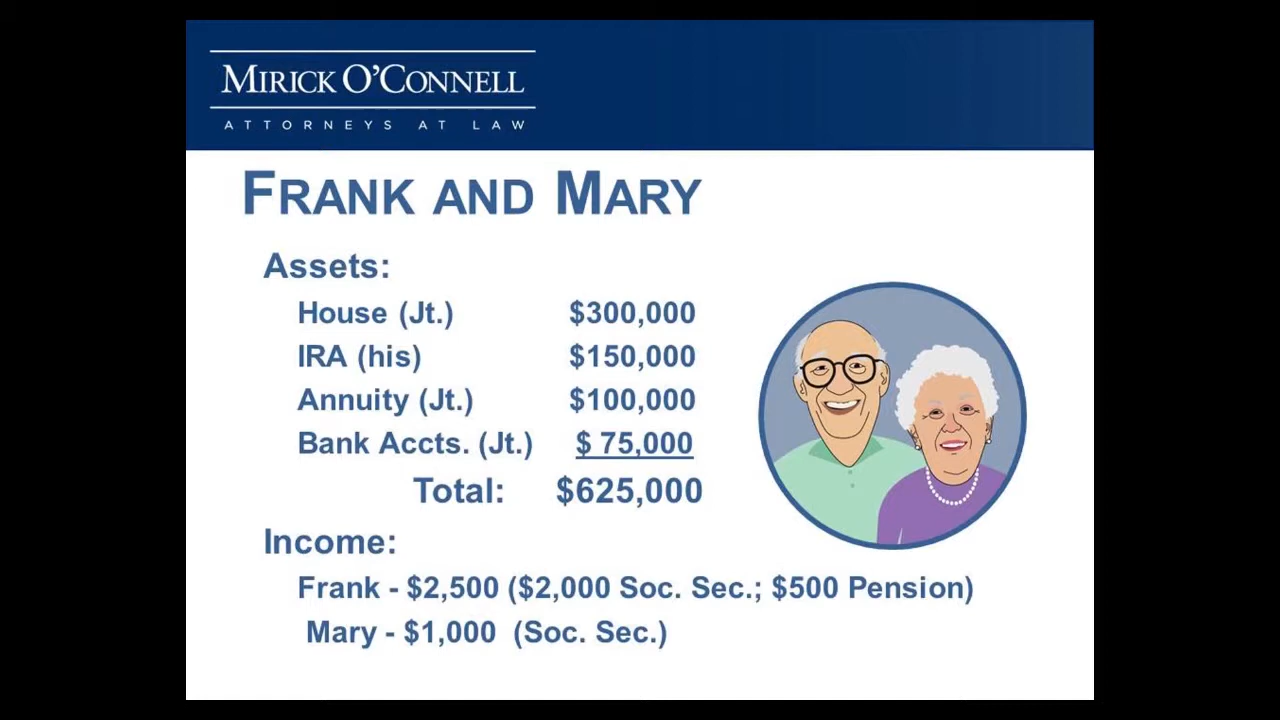 MIRICK O'CONNELL
ATTORNEYS AT LAW
FRANK AND MARY
Assets:
House (Jt.) $300,000
IRA (his) $150,000
Annuity (Jt.) $100,000
Bank Accts. (Jt.) $ 75,000
Total: $625,000
Income:
Frank - $2,500 ($2,000 Soc. Sec.; $500 Pension)
Mary - $1,000 (Soc. Sec.)